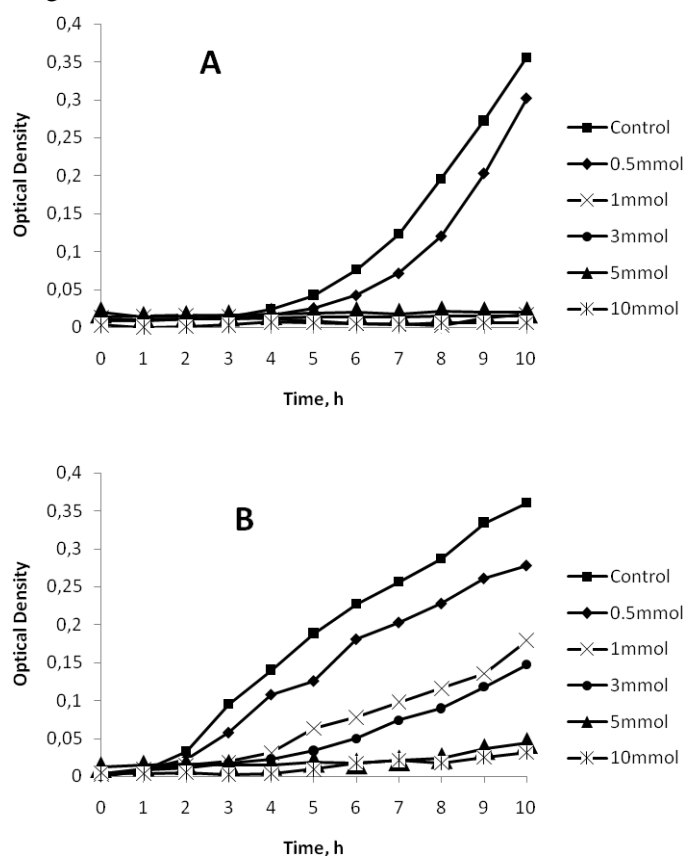 A
0,4
0,35
0,3
0,25
0,2
0,15
0,1
0,05
0
Optical Density
0 1 2 3 4 5 6 7 8 9 10
Time, h
Control
0.5mmol
1mmol
3mmol
5mmol
10mmol
B
0,4
0,35
0,3
0,25
0,2
0,15
0,1
0,05
0
Optical Density
0 1 2 3 4 5 6 7 8 9 10
Time, h
Control
0.5mmol
1mmol
3mmol
5mmol
10mmol